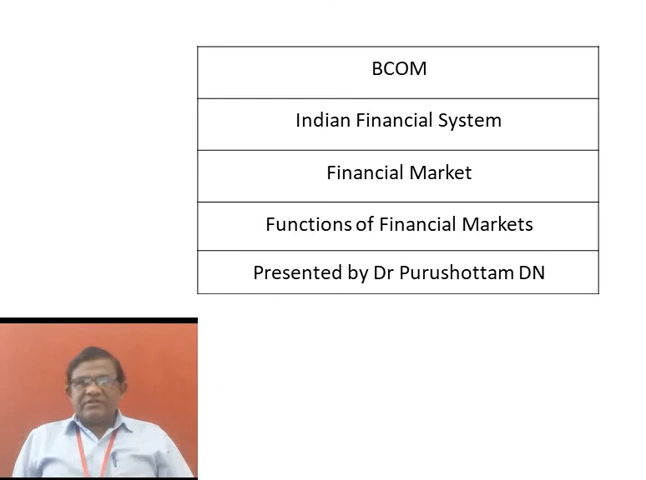 BCOM
Indian Financial System
Financial Market
Functions of Financial Markets
Presented by Dr Purushottam DN